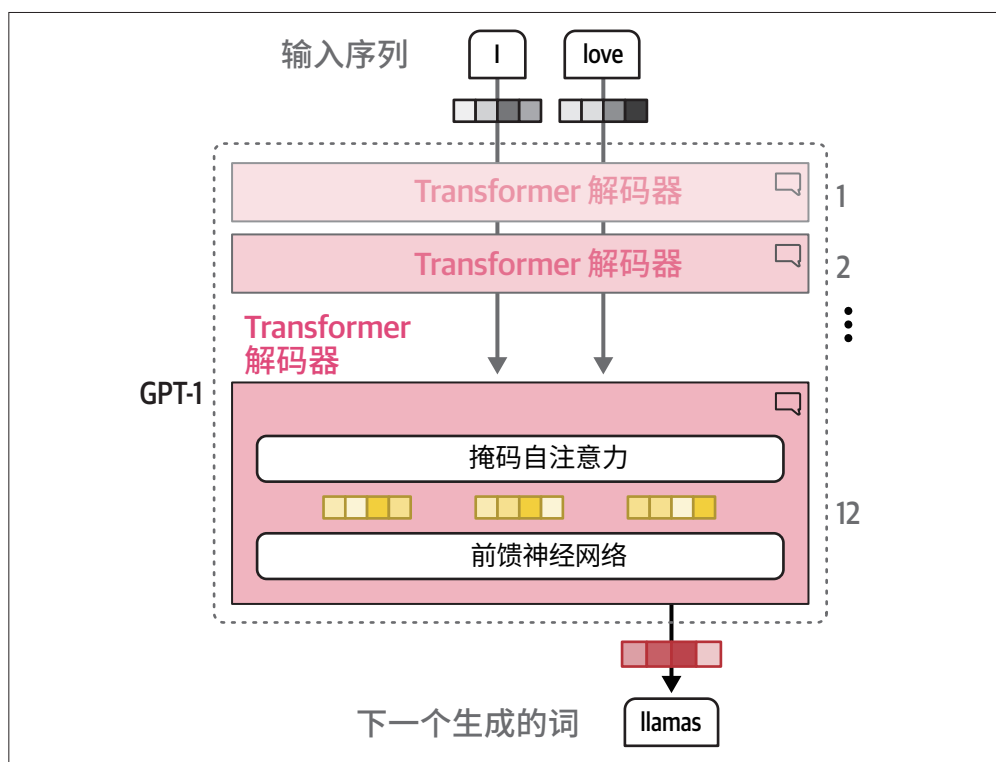 输入序列
I
love
Transformer 解码器
1
Transformer 解码器
2
Transformer
解码器
GPT-1
掩码自注意力
12
前馈神经网络
下一个生成的词
llamas